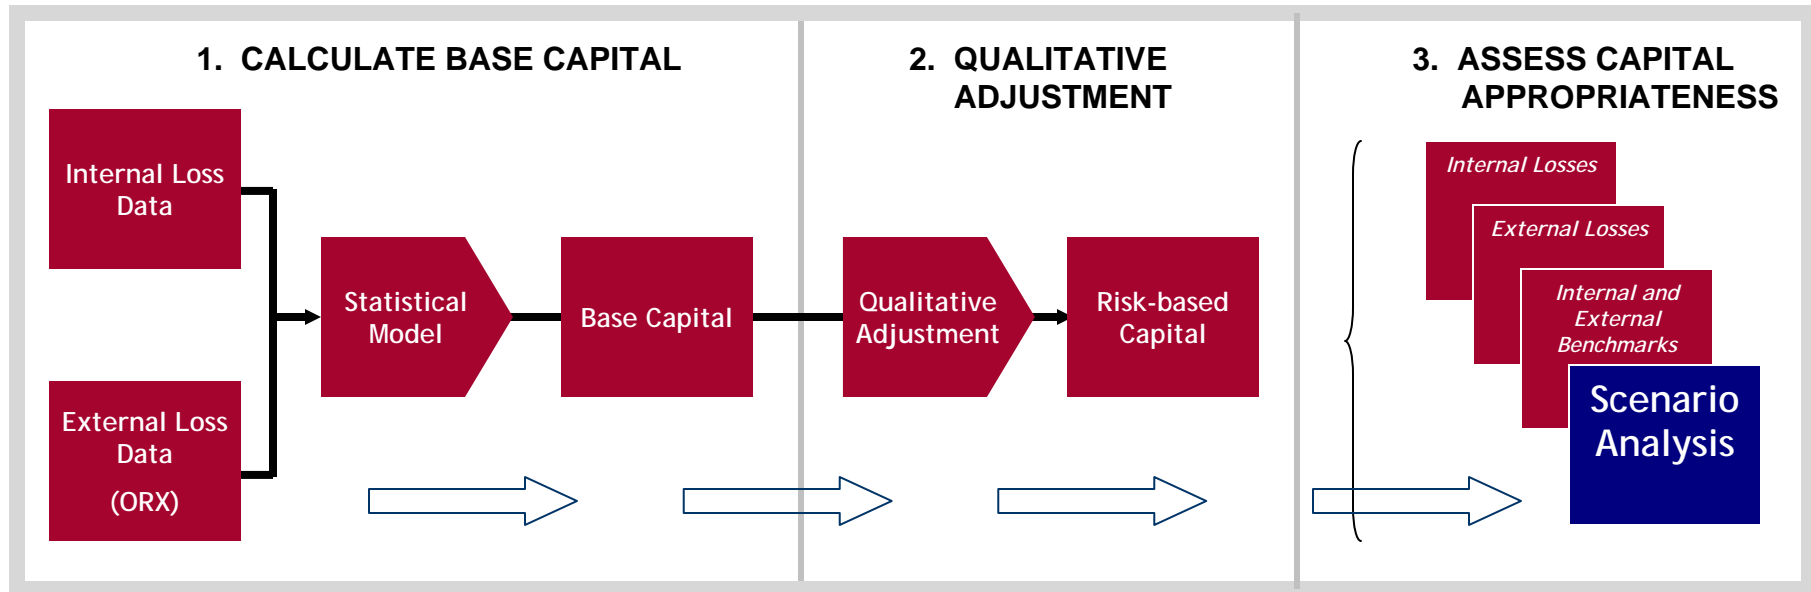 1. CALCULATE BASE CAPITAL
Internal Loss
Data
External Loss
Data
(ORX)
Statistical
Model
Base Capital
2. QUALITATIVE
ADJUSTMENT
Qualitative
Adjustment
Risk-based
Capital
3. ASSESS CAPITAL
APPROPRIATENESS
Internal Losses
External Losses
Internal and
External
Benchmarks
Scenario
Analysis